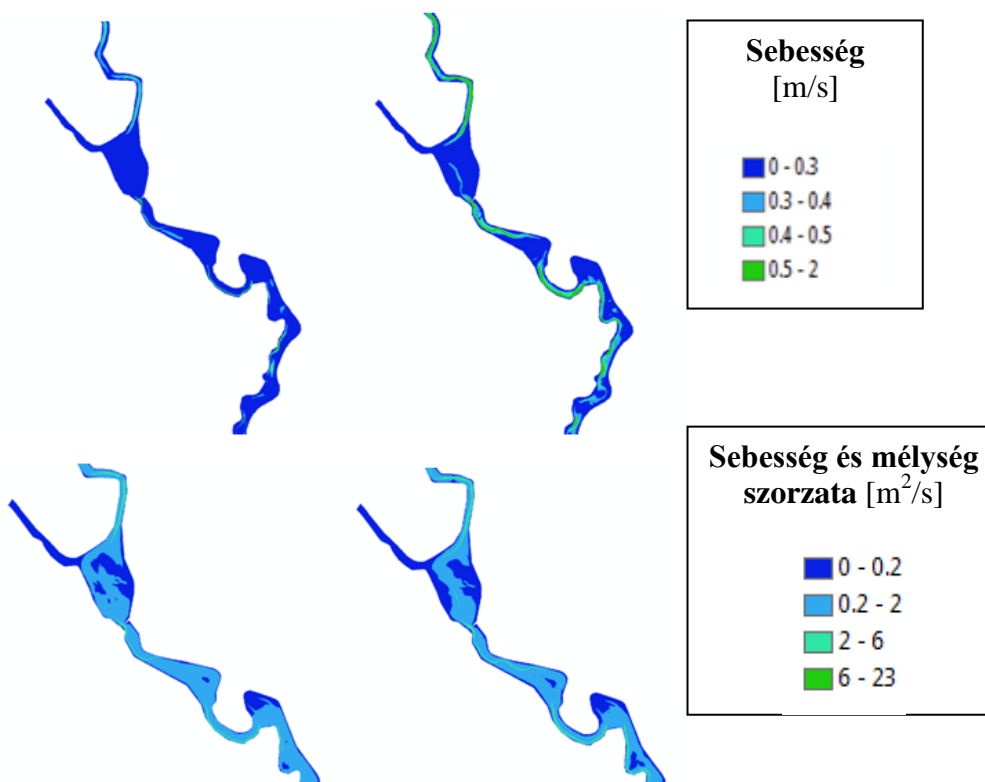 Sebesség
[m/s]
0 - 0.3
0.3 - 0.4
0.4 - 0.5
0.5 - 2
Sebesség és mélység
szorzata [m²/s]
0 - 0.2
0.2 - 2
2 - 6
6 - 23